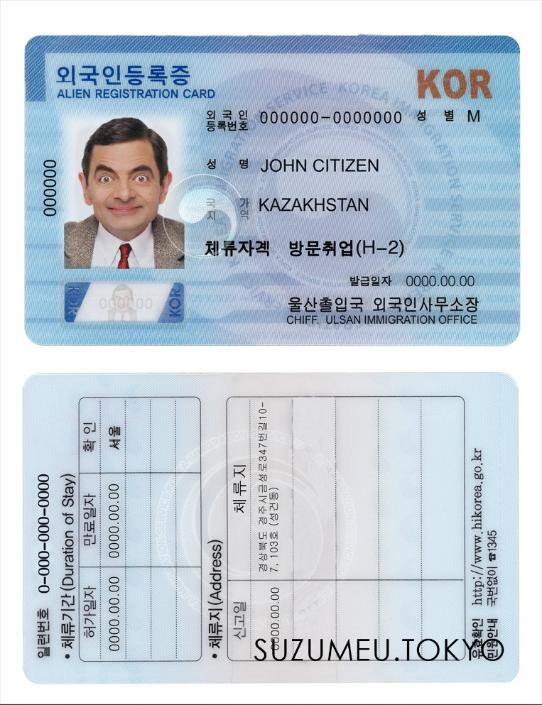 외국인등록증
ALIEN REGISTRATION CARD
KOR
외국인등록번호 000000-0000000 성별 M
성명 JOHN CITIZEN
국가지역 KAZAKHSTAN
체류자격 방문취업(H-2)
발급일자 0000.00.00
울산출입국 외국인사무소장
CHIFF. ULSAN IMMIGRATION OFFICE
000000
KOR
일련번호 0-000-000-0000
• 체류기간(Duration of Stay)
허가일자 만료일자 확인
0000.00.00 0000.00.00 서울
• 체류지(Address)
신고일 체류지
0000.00.00 경상북도 경주시금성로347번길10-
7, 103호 (성건동)
유효확인 http://www.hikorea.go.kr
민원안내 국번없이 ☎1345
SUZUMEU.TOKYO